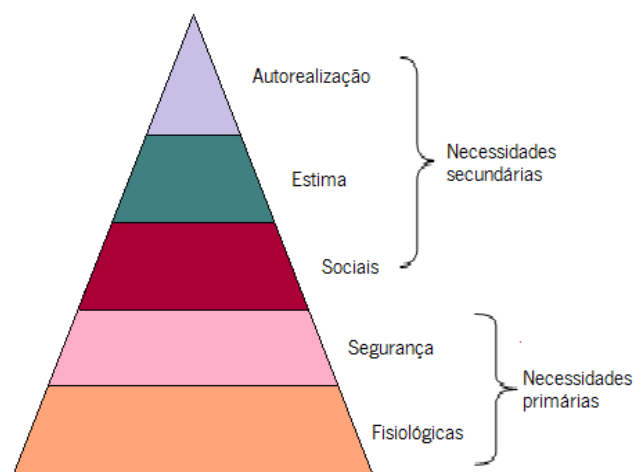 Autorealização
Necessidades
secundárias
Estima
Sociais
Segurança
Necessidades
primárias
Fisiológicas